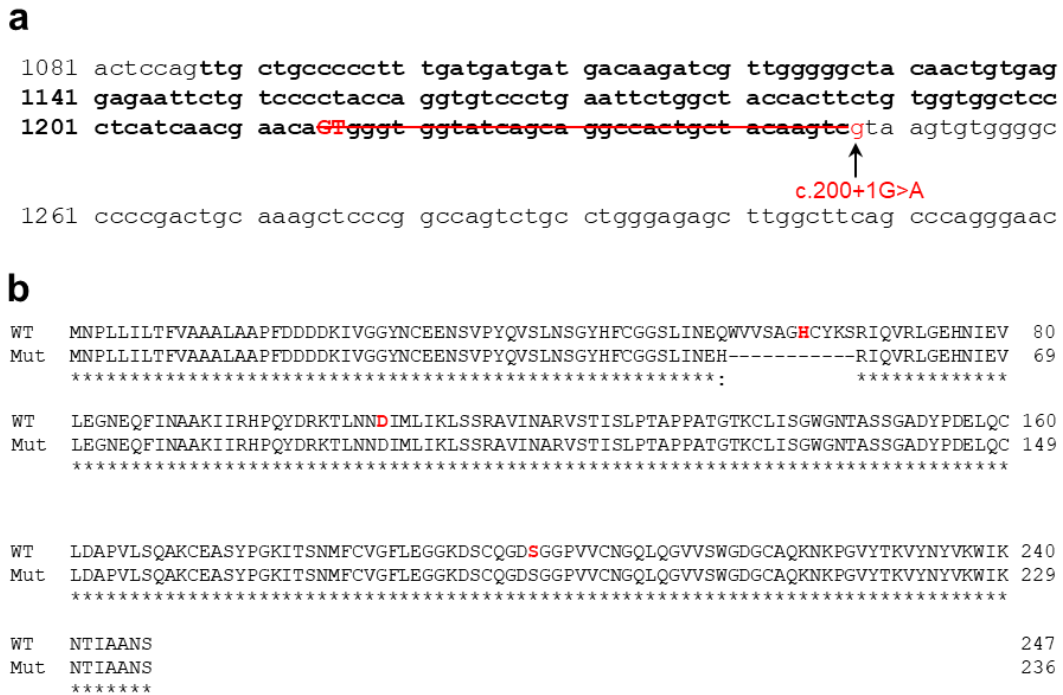 a
1081 actccagttg ctgccccctt tgatgatgat gacaagatcg ttgggggcta caactgtgag
1141 gagaattctg tcccctacca ggtgtccctg aattctggct accacttctg tggtggctcc
1201 ctcatcaacg aacaGTgggt ggtatcagca ggccactgct acaagtcgta agtgtggggc
c.200+1G>A
1261 ccccgactgc aaagctcccg gccagtctgc ctgggagagc ttggcttcag cccagggaac
b
WT MNPLLILTFVAAALAAPFDDDDKIVGGYNCEENSVPYQVSLNSGYHFCGGSLINEQWVVSAGHCYKSRIQVRLGEHNIEV 80
Mut MNPLLILTFVAAALAAPFDDDDKIVGGYNCEENSVPYQVSLNSGYHFCGGSLINEH-----------RIQVRLGEHNIEV 69
*******************************************************:           *************
WT LEGNEQFINAAKIIRHPQYDRKTLNNDIMLIKLSSRAVINARVSTISLPTAPPATGTKCLISGWGNTASSGADYPDELQC 160
Mut LEGNEQFINAAKIIRHPQYDRKTLNNDIMLIKLSSRAVINARVSTISLPTAPPATGTKCLISGWGNTASSGADYPDELQC 149
********************************************************************************
WT LDAPVLSQAKCEASYPGKITSNMFCVGFLEGGKDSCQGDSGGPVVCNGQLQGVVSWGDGCAQKNKPGVYTKVYNYVKWIK 240
Mut LDAPVLSQAKCEASYPGKITSNMFCVGFLEGGKDSCQGDSGGPVVCNGQLQGVVSWGDGCAQKNKPGVYTKVYNYVKWIK 229
********************************************************************************
WT NTIAANS 247
Mut NTIAANS 236
*******